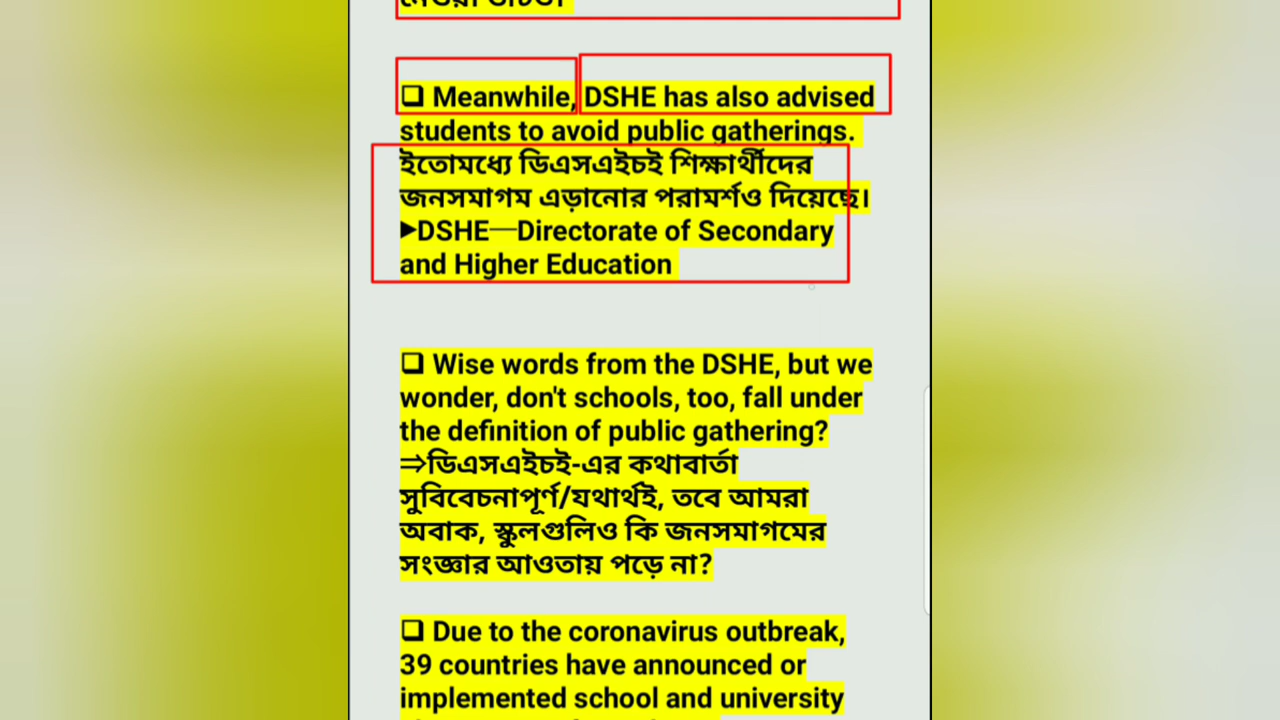 ❑ Meanwhile, DSHE has also advised
students to avoid public gatherings.
ইতোমধ্যে ডিএসএইচই শিক্ষার্থীদের
জনসমাগম এড়ানোর পরামর্শও দিয়েছে।
➤DSHE—Directorate of Secondary
and Higher Education
❑ Wise words from the DSHE, but we
wonder, don't schools, too, fall under
the definition of public gathering?
⇒ডিএসএইচই-এর কথাবার্তা
সুবিবেচনাপূর্ণ/যথার্থই, তবে আমরা
অবাক, স্কুলগুলিও কি জনসমাগমের
সংজ্ঞার আওতায় পড়ে না?
❑ Due to the coronavirus outbreak,
39 countries have announced or
implemented school and university